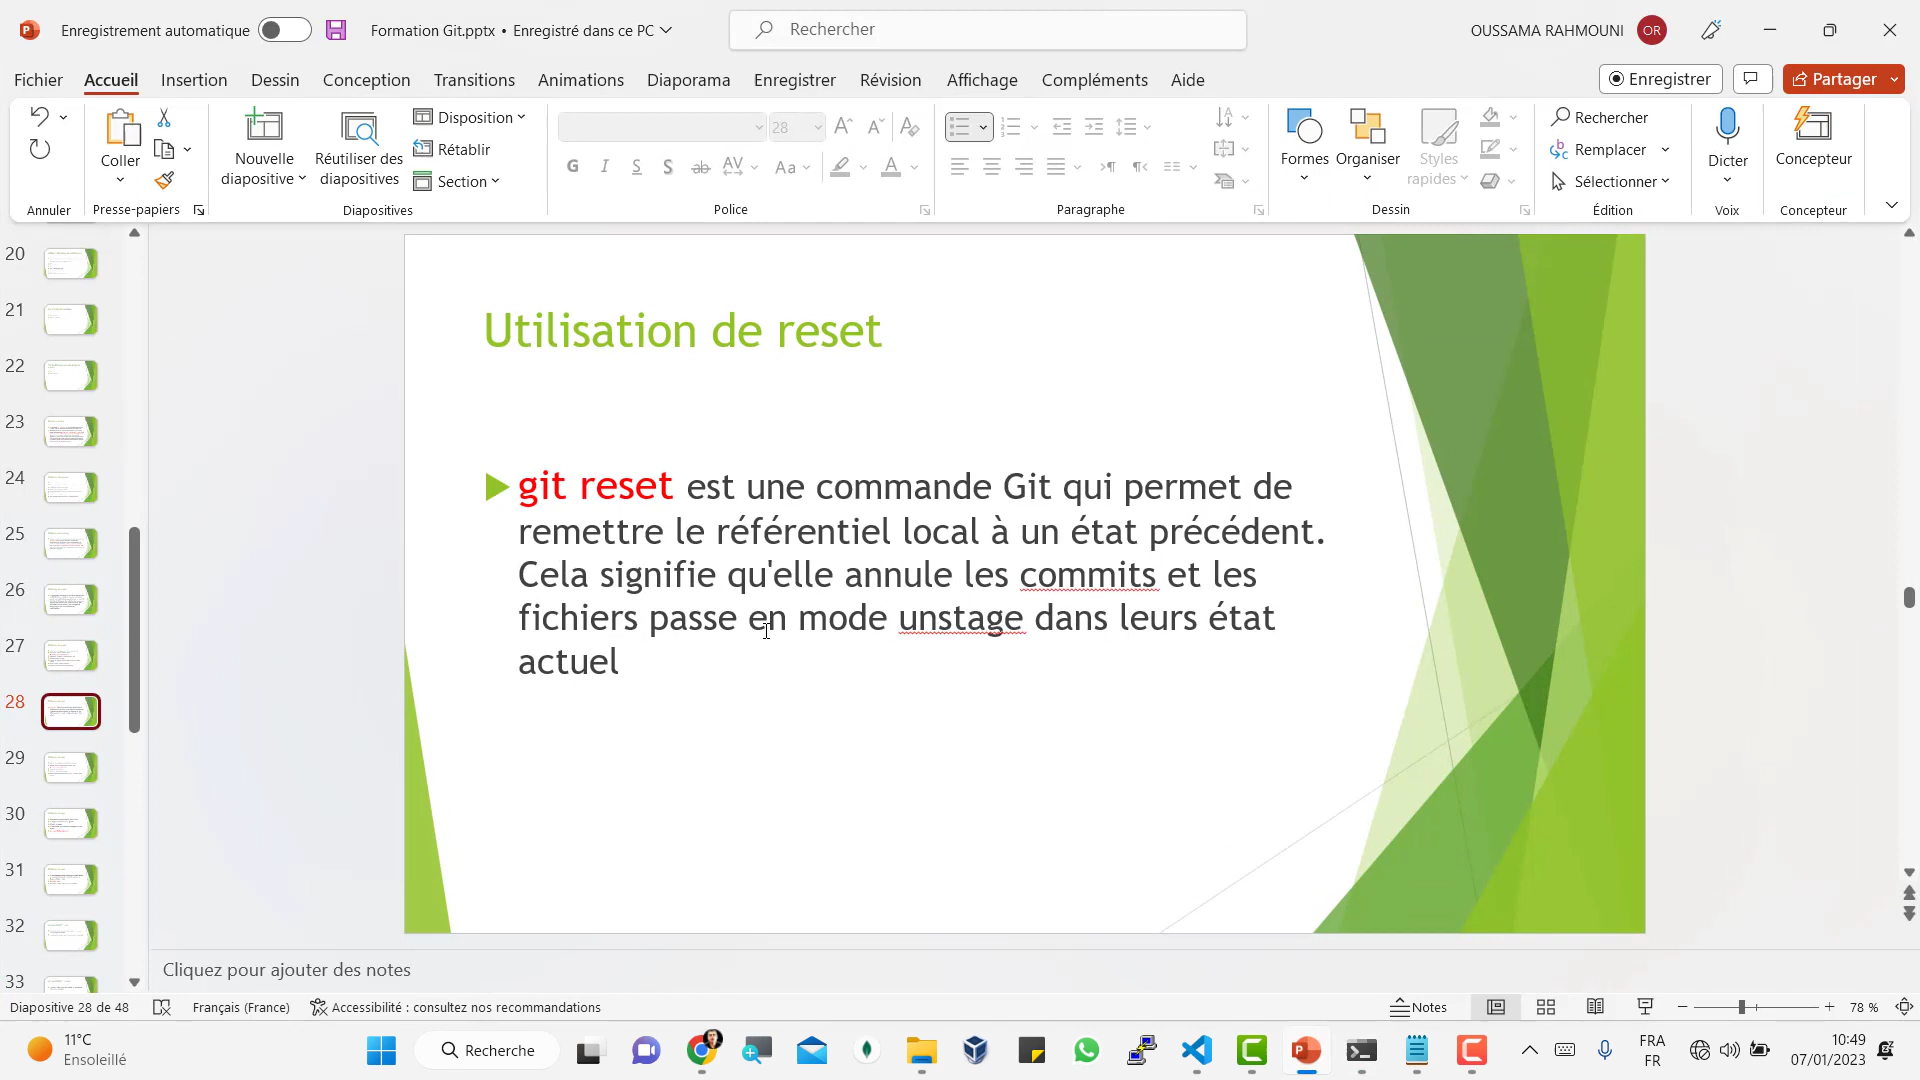 Enregistrement automatique
Formation Git.pptx • Enregistré dans ce PC
Rechercher
OUSSAMA RAHMOUNI
OR
Fichier Accueil Insertion Dessin Conception Transitions Animations Diaporama Enregistrer Révision Affichage Compléments Aide
Enregistrer
Partager
Annuler
Coller
Presse-papiers
Nouvelle diapositive
Réutiliser des diapositives
Disposition
Rétablir
Section
Diapositives
28
Police
Paragraphe
Formes
Organiser
Styles rapides
Dessin
Rechercher
Remplacer
Sélectionner
Édition
Dicter
Voix
Concepteur
Concepteur
20
21
22
23
24
25
26
27
28
29
30
31
32
33
Utilisation de reset
git reset est une commande Git qui permet de
remettre le référentiel local à un état précédent.
Cela signifie qu'elle annule les commits et les
fichiers passe en mode unstage dans leurs état
actuel
Cliquez pour ajouter des notes
Diapositive 28 de 48
Français (France)
Accessibilité : consultez nos recommandations
Notes
78 %
11°C
Ensoleillé
Recherche
FRA
FR
10:49
07/01/2023